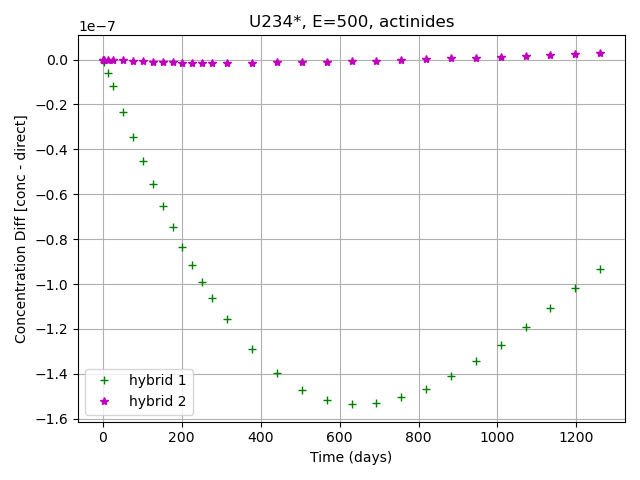 U234*, E=500, actinides
1e−7
Concentration Diff [conc - direct]
0.0
−0.2
−0.4
−0.6
−0.8
−1.0
−1.2
−1.4
−1.6
hybrid 1
hybrid 2
0 200 400 600 800 1000 1200
Time (days)